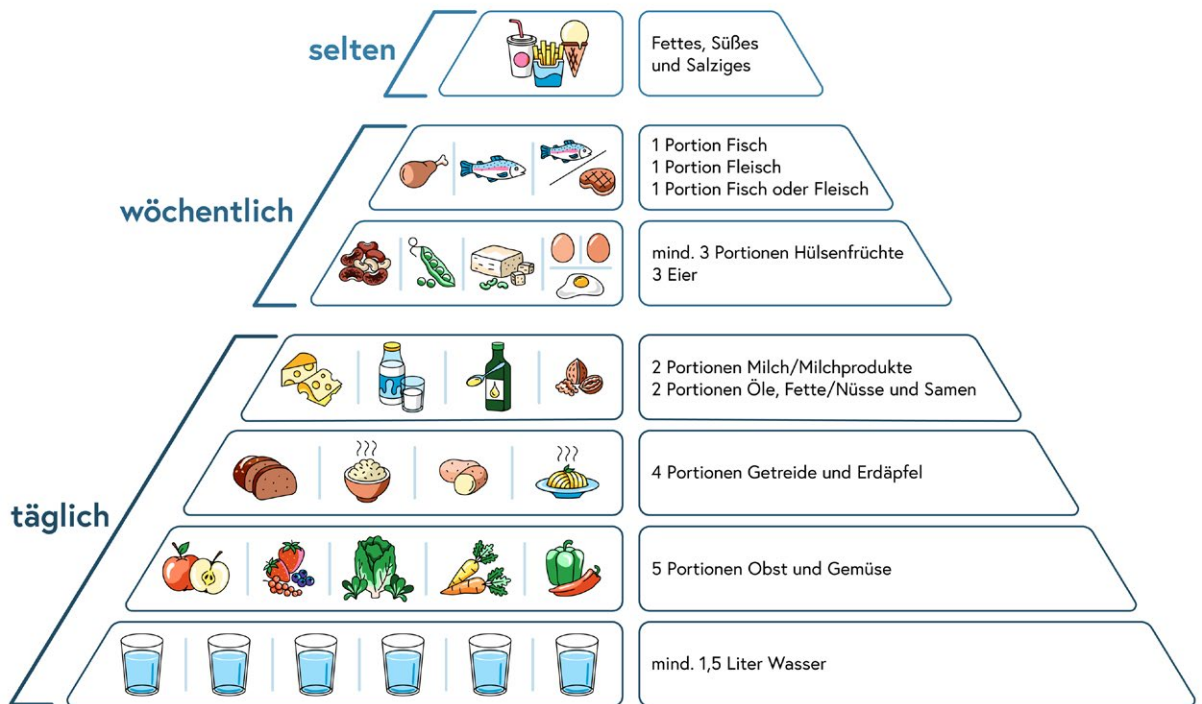 selten
Fettes, Süßes
und Salziges
wöchentlich
1 Portion Fisch
1 Portion Fleisch
1 Portion Fisch oder Fleisch
mind. 3 Portionen Hülsenfrüchte
3 Eier
täglich
2 Portionen Milch/Milchprodukte
2 Portionen Öle, Fette/Nüsse und Samen
4 Portionen Getreide und Erdäpfel
5 Portionen Obst und Gemüse
mind. 1,5 Liter Wasser